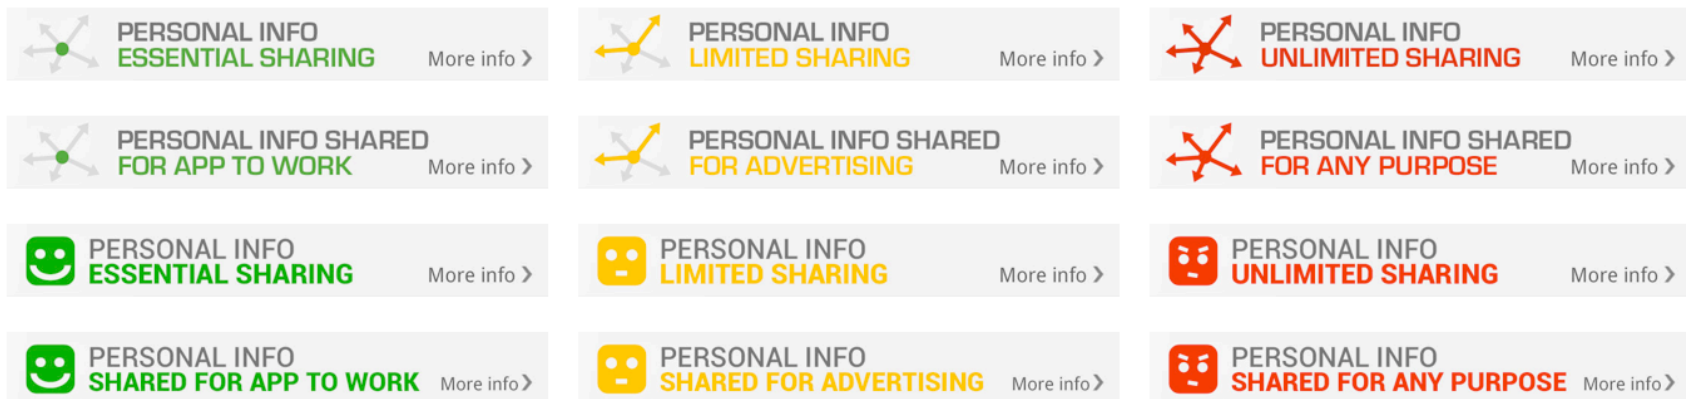 PERSONAL INFO
ESSENTIAL SHARING
More info ❯
PERSONAL INFO
LIMITED SHARING
More info ❯
PERSONAL INFO
UNLIMITED SHARING
More info ❯
PERSONAL INFO SHARED
FOR APP TO WORK
More info ❯
PERSONAL INFO SHARED
FOR ADVERTISING
More info ❯
PERSONAL INFO SHARED
FOR ANY PURPOSE
More info ❯
PERSONAL INFO
ESSENTIAL SHARING
More info ❯
PERSONAL INFO
LIMITED SHARING
More info ❯
PERSONAL INFO
UNLIMITED SHARING
More info ❯
PERSONAL INFO
SHARED FOR APP TO WORK
More info ❯
PERSONAL INFO
SHARED FOR ADVERTISING
More info ❯
PERSONAL INFO
SHARED FOR ANY PURPOSE
More info ❯